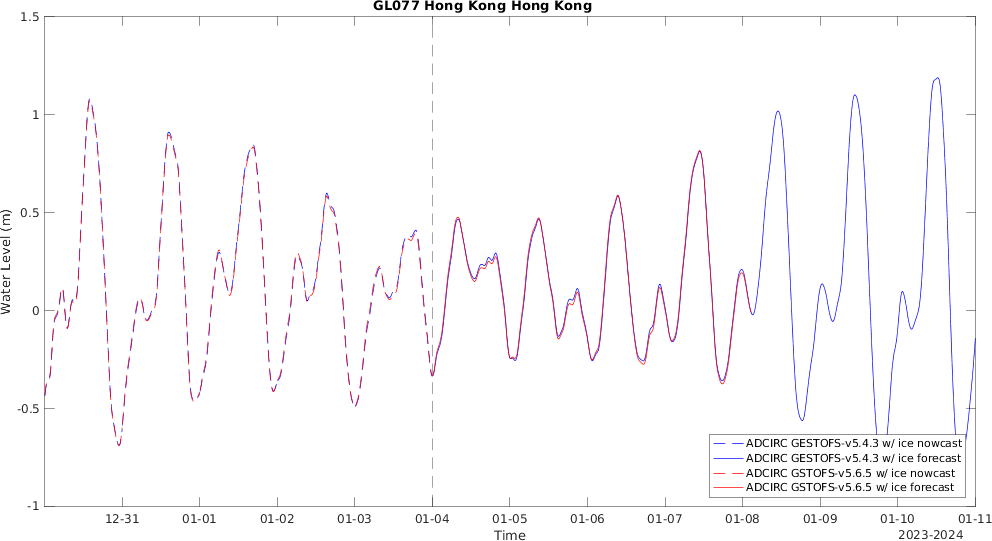 GL077 Hong Kong Hong Kong
Water Level (m)
1.5
1
0.5
0
-0.5
-1
12-31
01-01
01-02
01-03
01-04
01-05
01-06
01-07
01-08
01-09
01-10
01-11
Time
2023-2024
ADCIRC GESTOFS-v5.4.3 w/ ice nowcast
ADCIRC GESTOFS-v5.4.3 w/ ice forecast
ADCIRC GSTOFS-v5.6.5 w/ ice nowcast
ADCIRC GSTOFS-v5.6.5 w/ ice forecast